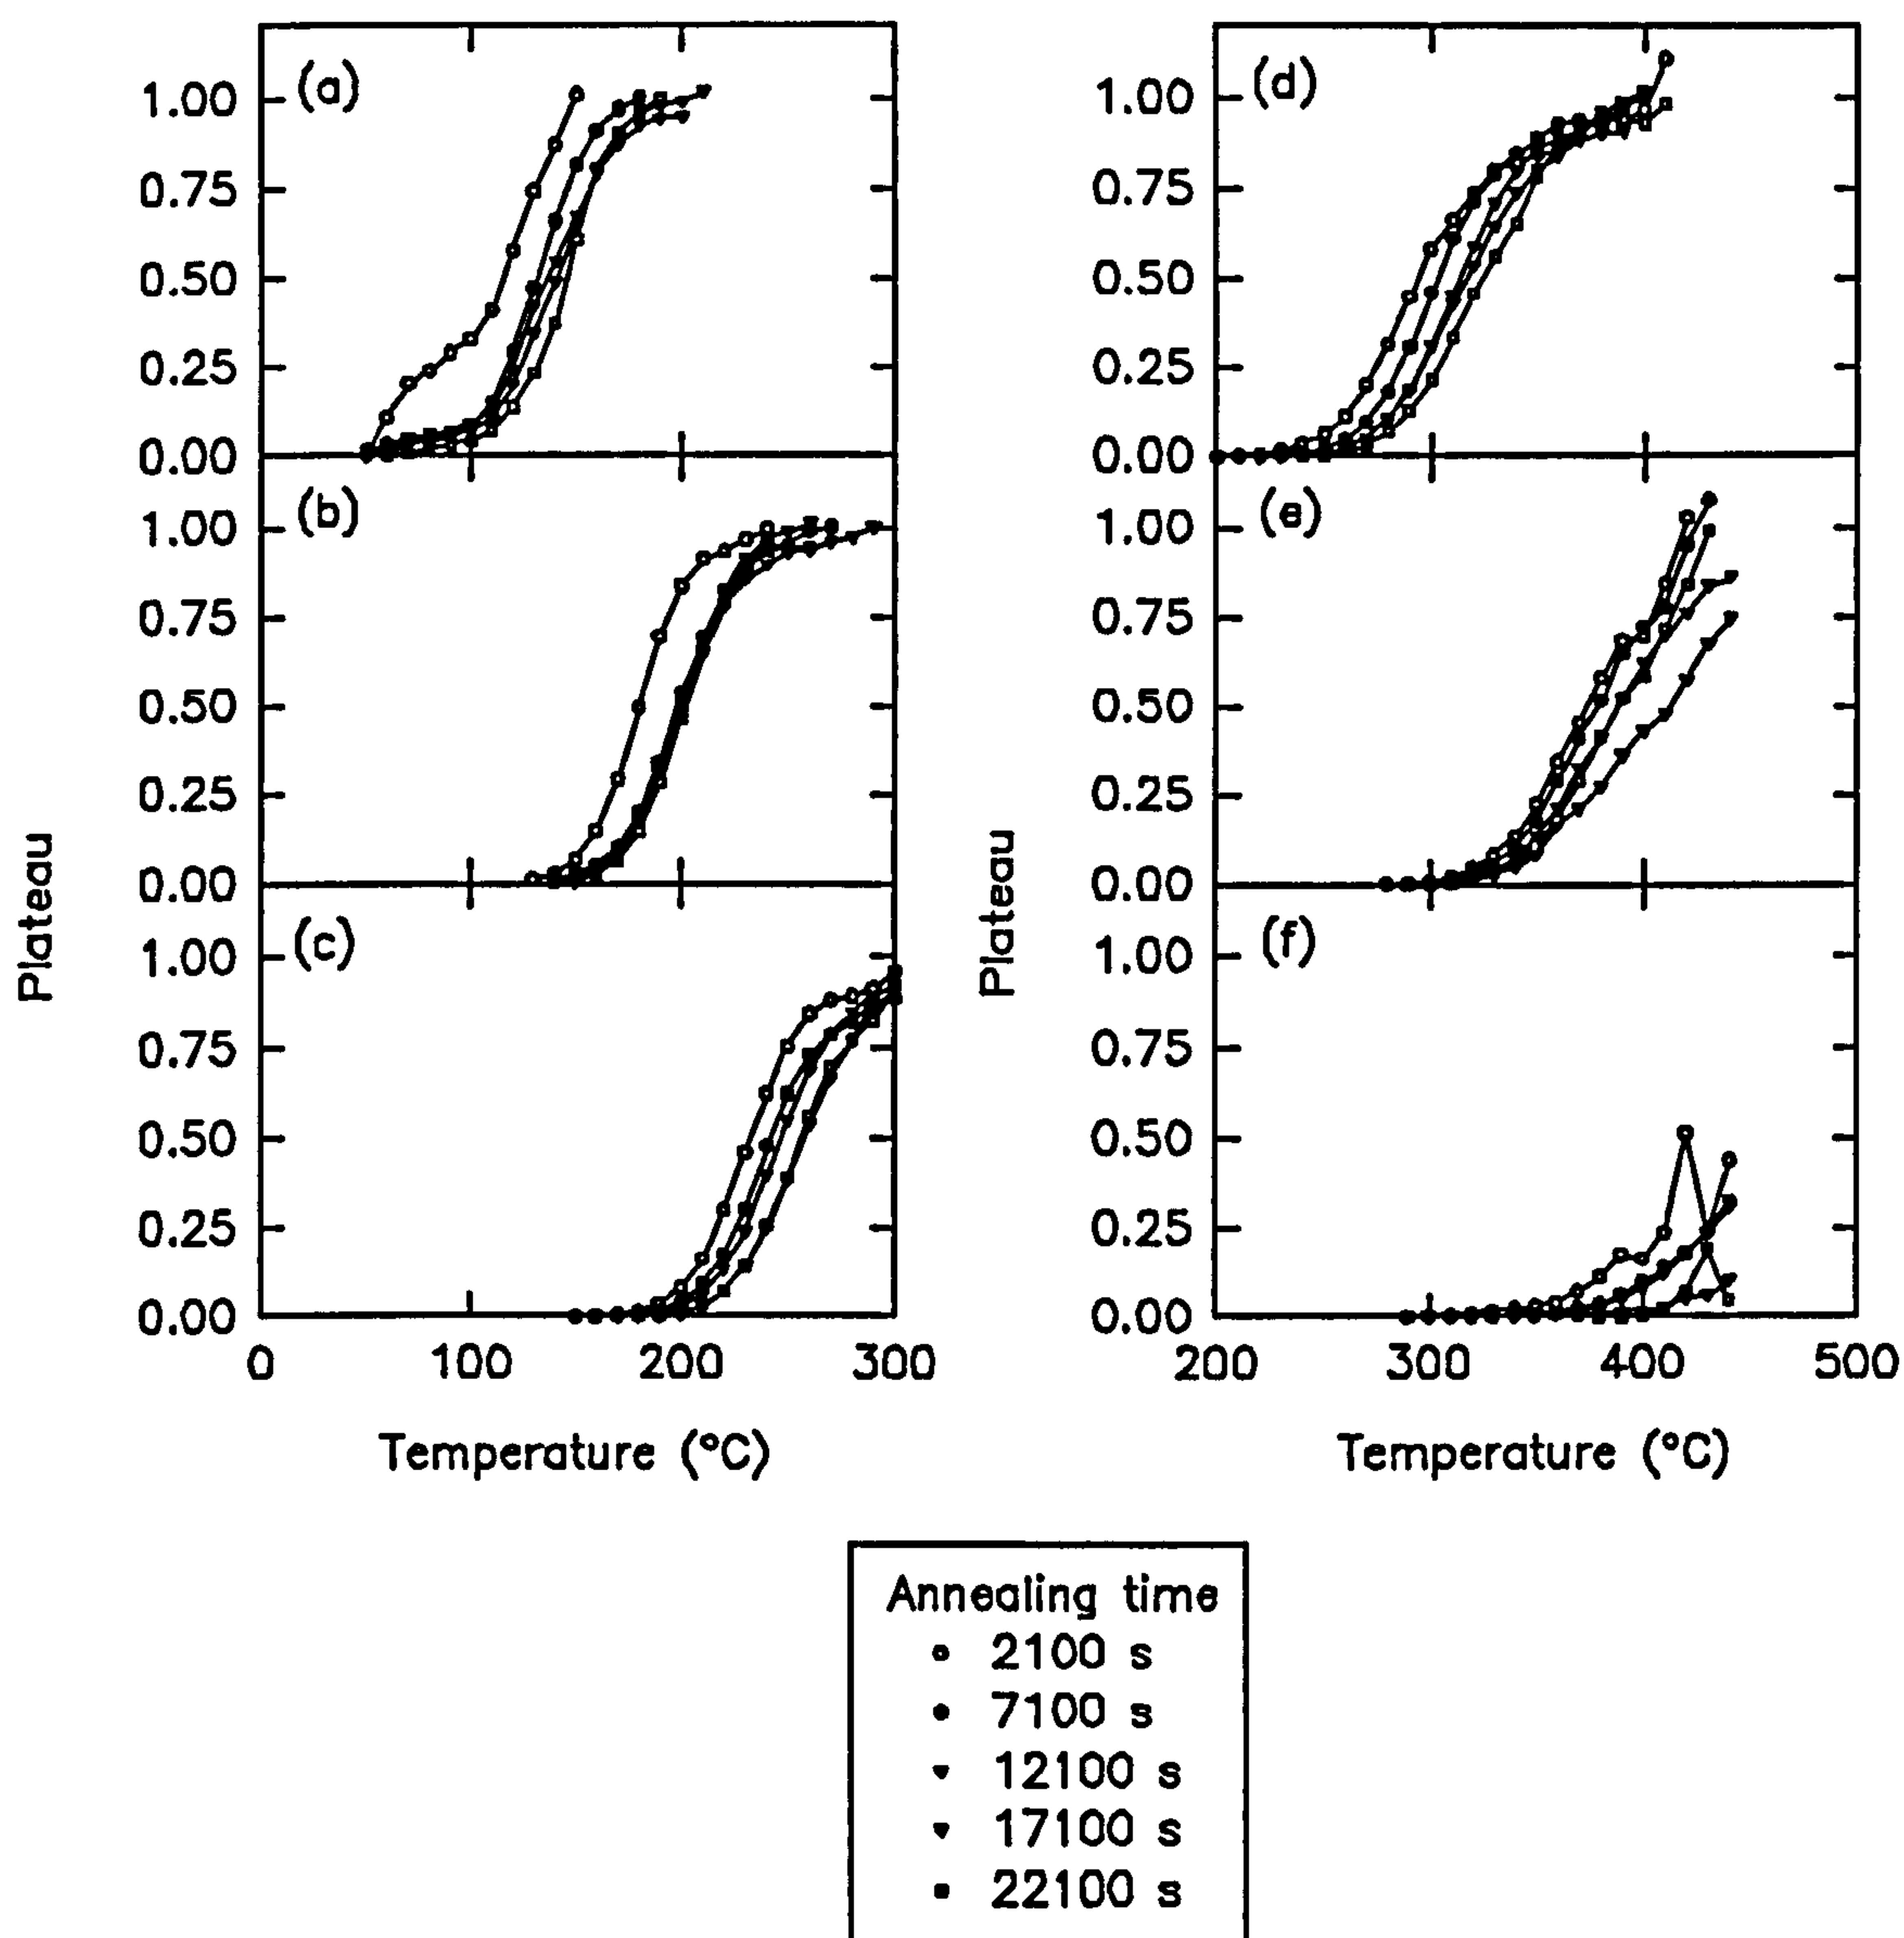 (a)
1.00
0.75
0.50
0.25
0.00
(b)
1.00
0.75
0.50
0.25
0.00
(c)
1.00
0.75
0.50
0.25
0.00
Plateau
0 100 200 300
Temperature (°C)
(d)
1.00
0.75
0.50
0.25
0.00
(e)
1.00
0.75
0.50
0.25
0.00
(f)
1.00
0.75
0.50
0.25
0.00
Plateau
200 300 400 500
Temperature (°C)
Annealing time
2100 s
7100 s
12100 s
17100 s
22100 s